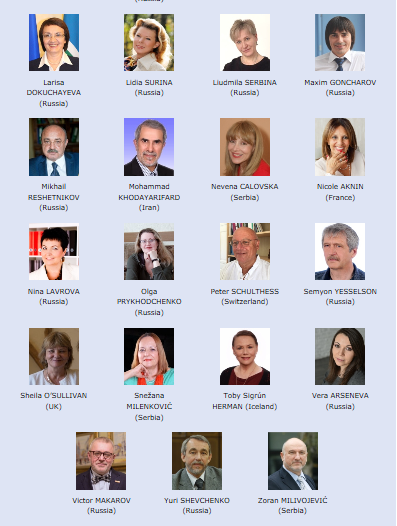 (Russia)
Larisa
DOKUCHAYEVA
(Russia)
Lidia SURINA
(Russia)
Liudmila SERBINA
(Russia)
Maxim GONCHAROV
(Russia)
Mikhail
RESHETNIKOV
(Russia)
Mohammad
KHODAYARIFARD
(Iran)
Nevena CALOVSKA
(Serbia)
Nicole AKNIN
(France)
Nina LAVROVA
(Russia)
Olga
PRYKHODCHENKO
(Russia)
Peter SCHULTHESS
(Switzerland)
Semyon YESSELSON
(Russia)
Sheila O'SULLIVAN
(UK)
Snežana
MILENKOVIĆ
(Serbia)
Toby Sigrún
HERMAN (Iceland)
Vera ARSENEVA
(Russia)
Victor MAKAROV
(Russia)
Yuri SHEVCHENKO
(Russia)
Zoran MILIVOJEVIĆ
(Serbia)